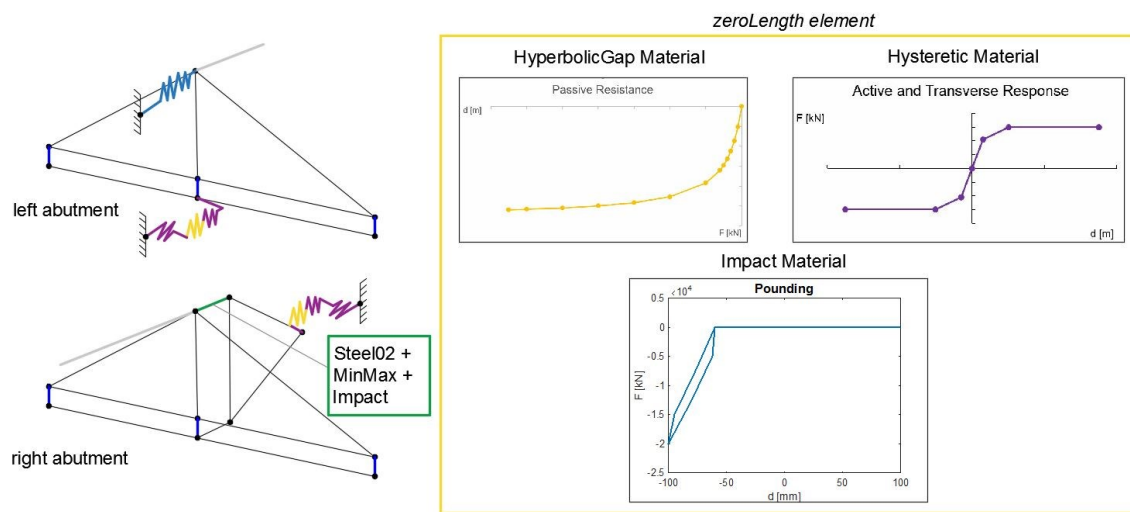 zeroLength element
HyperbolicGap Material
Hysteretic Material
Passive Resistance
d [m]
F [kN]
Active and Transverse Response
F [kN]
d [m]
left abutment
right abutment
Steel02 +
MinMax +
Impact
Impact Material
Pounding
×10⁴
0.5
0
-0.5
-1
-1.5
-2
-2.5
F [kN]
-100
-50
0
50
100
d [mm]